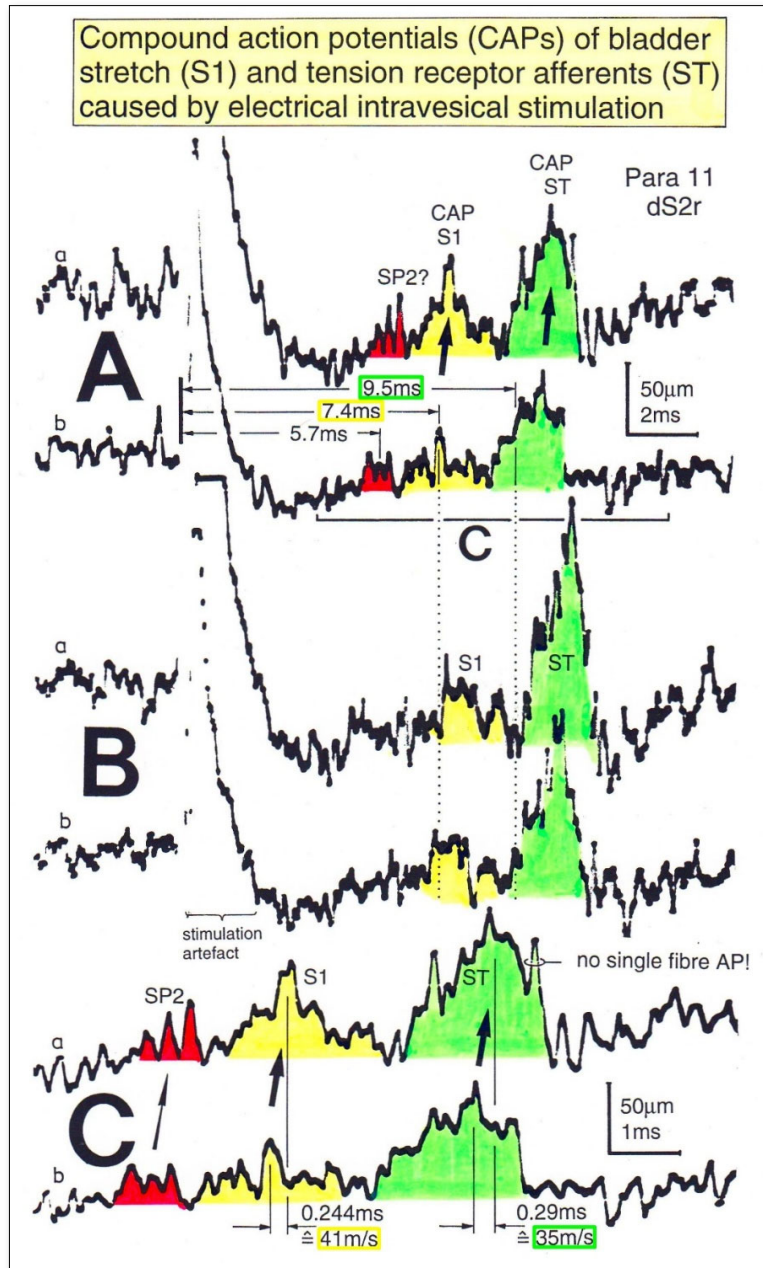 Compound action potentials (CAPs) of bladder
stretch (S1) and tension receptor afferents (ST)
caused by electrical intravesical stimulation
CAP
ST
Para 11
dS2r
CAP
S1
SP2?
a
A
9.5ms
7.4ms
5.7ms
50μm
2ms
b
C
a
S1
ST
B
b
stimulation
artefact
SP2
S1
ST
no single fibre AP!
a
C
50μm
1ms
b
0.244ms
≙ 41m/s
0.29ms
≙ 35m/s